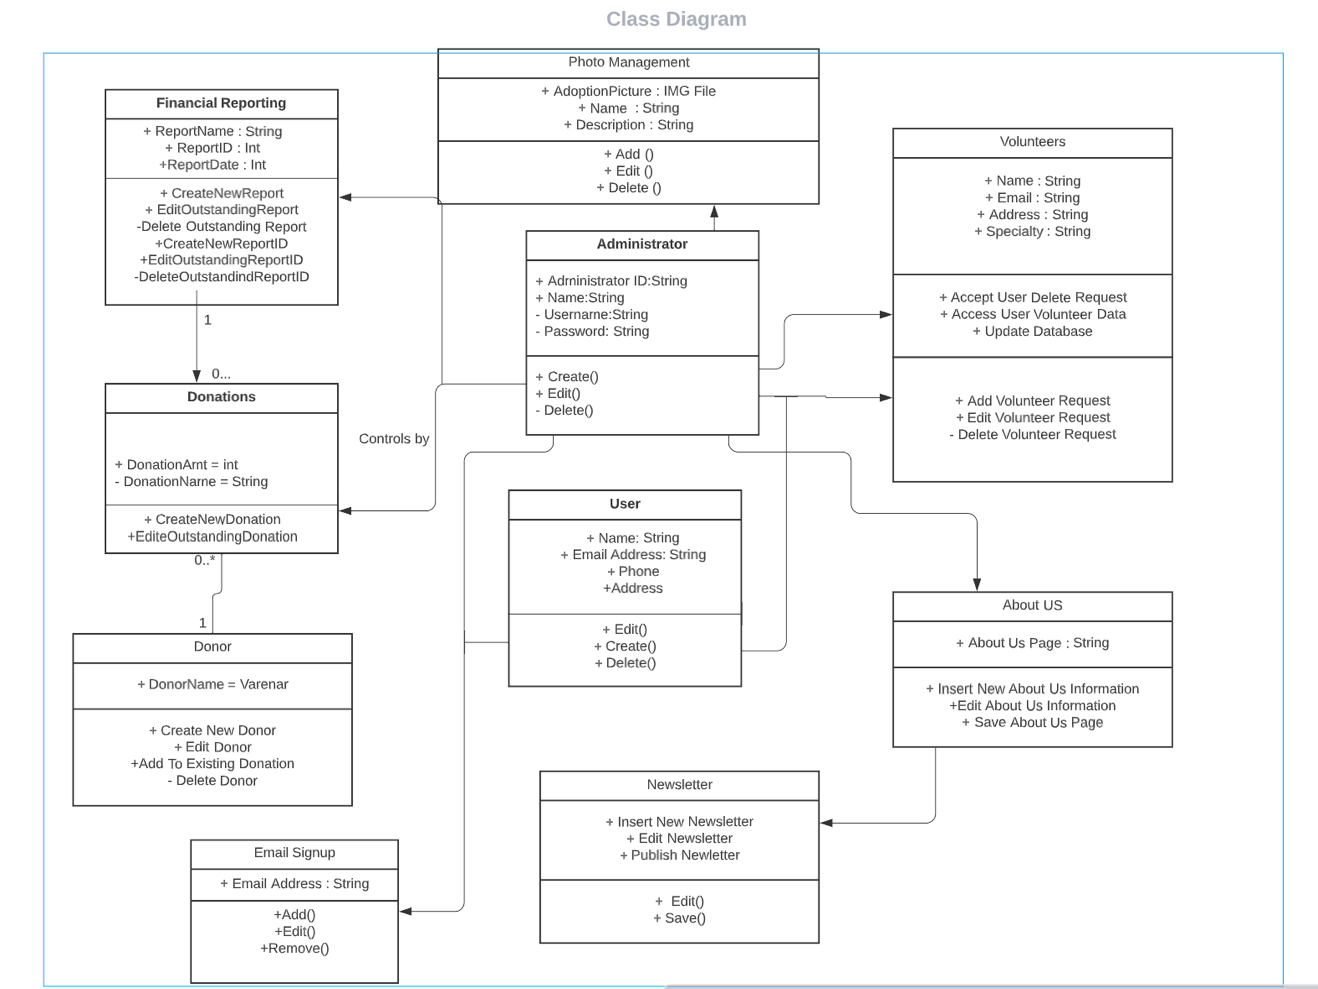 Class Diagram
Photo Management
+ AdoptionPicture : IMG File
+ Name : String
+ Description : String
+ Add ()
+ Edit ()
+ Delete ()
Financial Reporting
+ ReportName : String
+ ReportID : Int
+ReportDate : Int
+ CreateNewReport
+ EditOutstandingReport
-Delete Outstanding Report
+CreateNewReportID
+EditOutstandingReportID
-DeleteOutstandindReportID
1
0...
Donations
+ DonationAmt = int
- DonationName = String
+ CreateNewDonation
+EditeOutstandingDonation
0..*
1
Donor
+ DonorName = Varenar
+ Create New Donor
+ Edit Donor
+Add To Existing Donation
- Delete Donor
Email Signup
+ Email Address : String
+Add()
+Edit()
+Remove()
Controls by
Administrator
+ Administrator ID:String
+ Name:String
- Username:String
- Password: String
+ Create()
+ Edit()
- Delete()
User
+ Name: String
+ Email Address: String
+ Phone
+Address
+ Edit()
+ Create()
+ Delete()
Newsletter
+ Insert New Newsletter
+ Edit Newsletter
+ Publish Newletter
+ Edit()
+ Save()
Volunteers
+ Name : String
+ Email : String
+ Address : String
+ Specialty : String
+ Accept User Delete Request
+ Access User Volunteer Data
+ Update Database
+ Add Volunteer Request
+ Edit Volunteer Request
- Delete Volunteer Request
About US
+ About Us Page : String
+ Insert New About Us Information
+Edit About Us Information
+ Save About Us Page